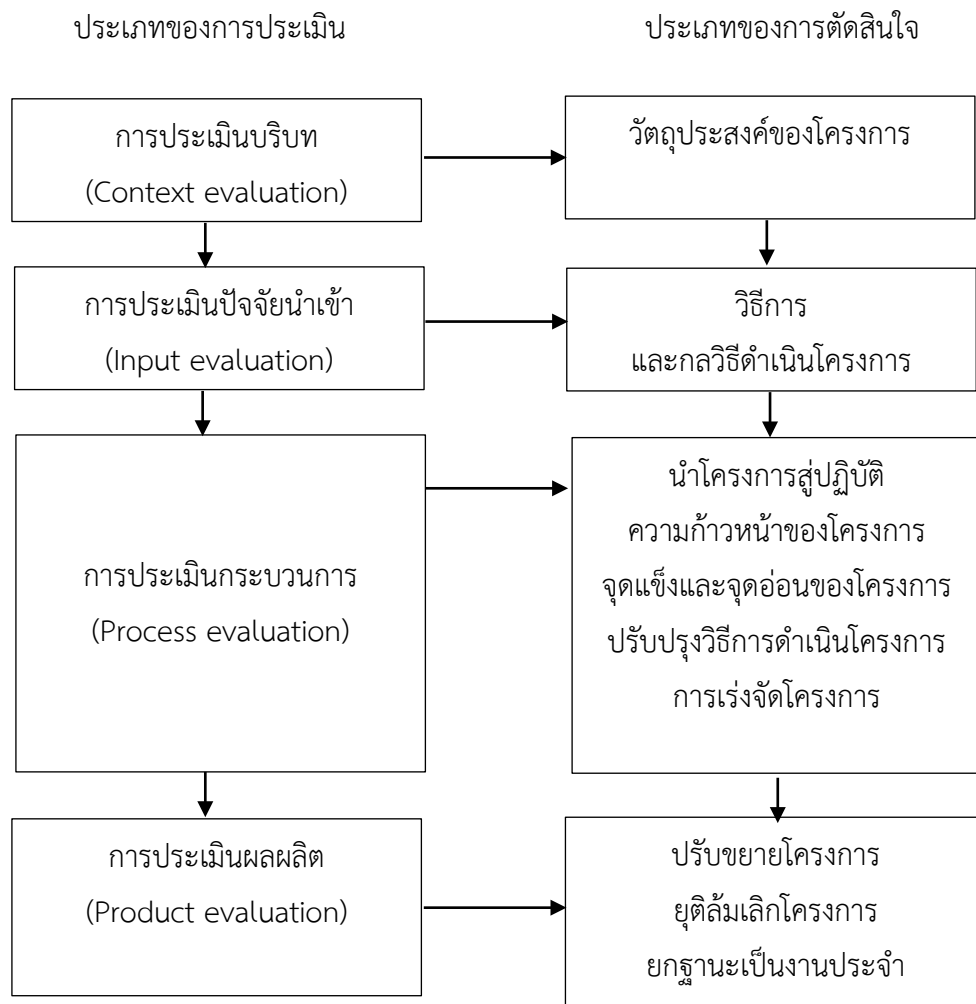 ประเภทของการประเมิน
ประเภทของการตัดสินใจ
การประเมินบริบท
(Context evaluation)
วัตถุประสงค์ของโครงการ
การประเมินปัจจัยนำเข้า
(Input evaluation)
วิธีการ
และกลวิธีดำเนินโครงการ
การประเมินกระบวนการ
(Process evaluation)
นำโครงการสู่ปฏิบัติ
ความก้าวหน้าของโครงการ
จุดแข็งและจุดอ่อนของโครงการ
ปรับปรุงวิธีการดำเนินโครงการ
การเร่งจัดโครงการ
การประเมินผลผลิต
(Product evaluation)
ปรับขยายโครงการ
ยุติล้มเลิกโครงการ
ยกฐานะเป็นงานประจำ